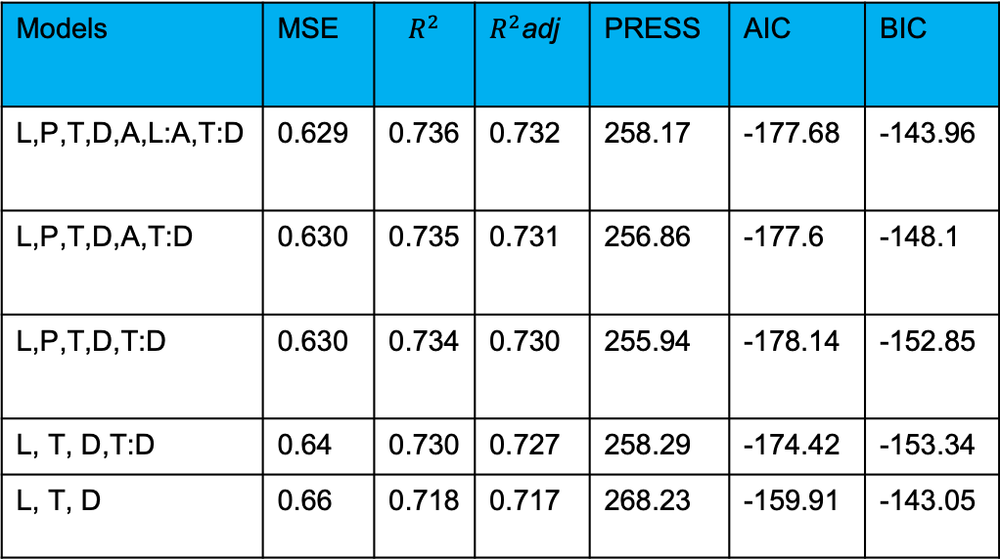 Models MSE R² R²adj PRESS AIC BIC
L,P,T,D,A,L:A,T:D 0.629 0.736 0.732 258.17 -177.68 -143.96
L,P,T,D,A,T:D 0.630 0.735 0.731 256.86 -177.6 -148.1
L,P,T,D,T:D 0.630 0.734 0.730 255.94 -178.14 -152.85
L, T, D,T:D 0.64 0.730 0.727 258.29 -174.42 -153.34
L, T, D 0.66 0.718 0.717 268.23 -159.91 -143.05